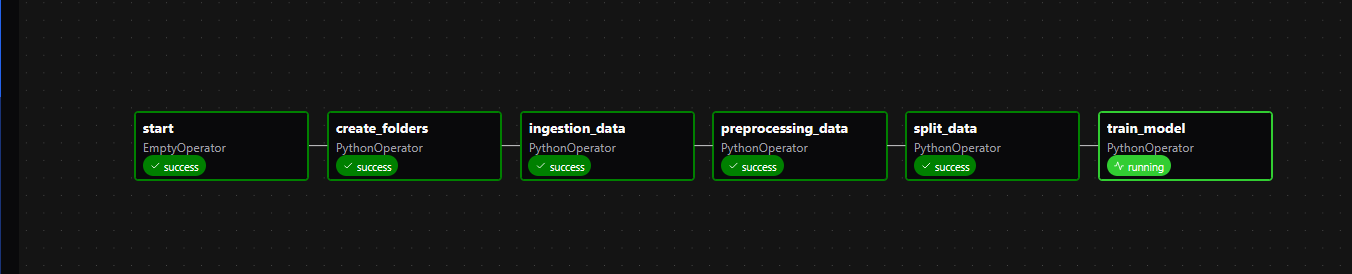 start
EmptyOperator
success
create_folders
PythonOperator
success
ingestion_data
PythonOperator
success
preprocessing_data
PythonOperator
success
split_data
PythonOperator
success
train_model
PythonOperator
running